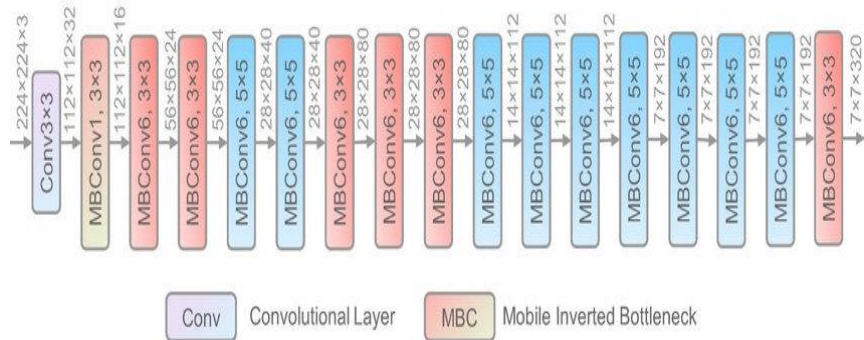 224×224×3
Conv3×3
112×112×32
MBConv1, 3×3
112×112×16
MBConv6, 3×3
56×56×24
MBConv6, 3×3
56×56×24
MBConv6, 5×5
28×28×40
MBConv6, 5×5
28×28×40
MBConv6, 3×3
28×28×80
MBConv6, 3×3
28×28×80
MBConv6, 3×3
28×28×80
MBConv6, 5×5
14×14×112
MBConv6, 5×5
14×14×112
MBConv6, 5×5
14×14×112
MBConv6, 5×5
7×7×192
MBConv6, 5×5
7×7×192
MBConv6, 5×5
7×7×192
MBConv6, 5×5
7×7×192
MBConv6, 3×3
7×7×320
Conv Convolutional Layer MBC Mobile Inverted Bottleneck